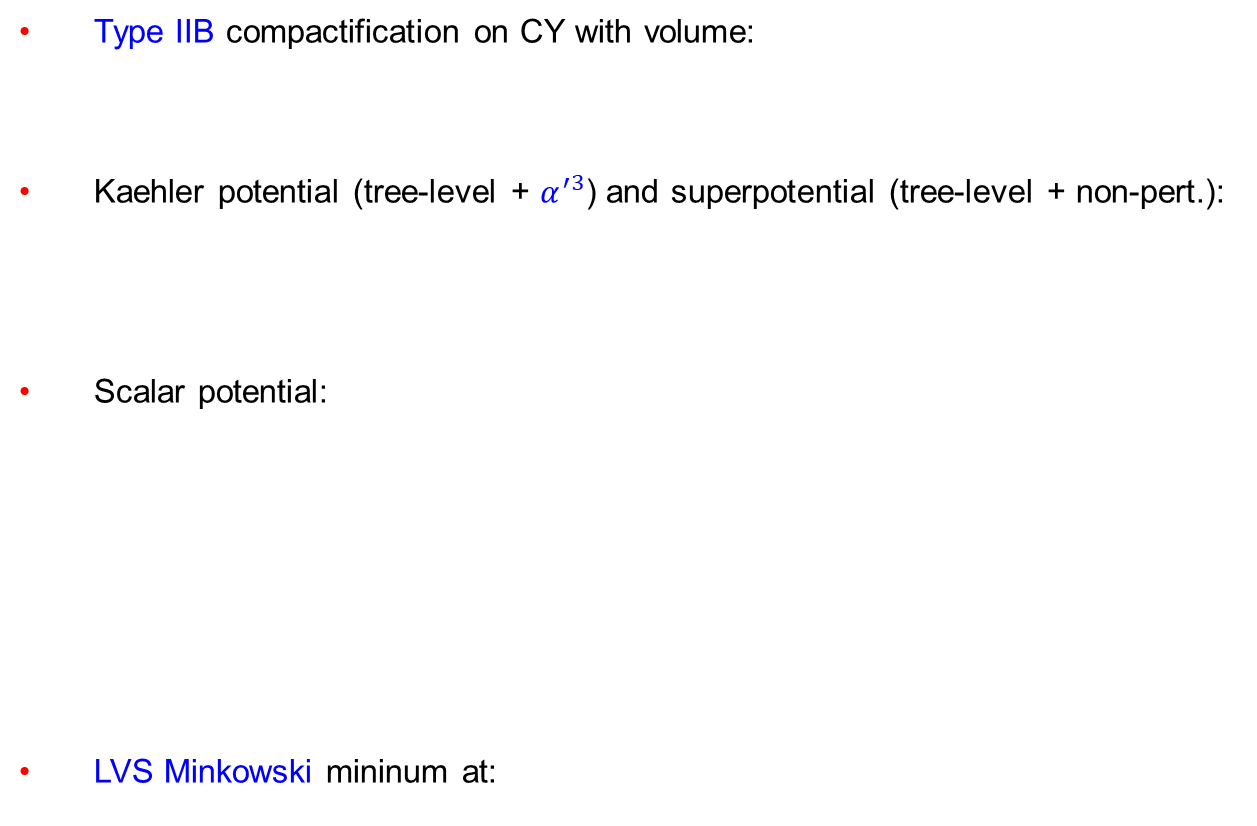 • Type IIB compactification on CY with volume:
• Kaehler potential (tree-level + α′³) and superpotential (tree-level + non-pert.):
• Scalar potential:
• LVS Minkowski mininum at: